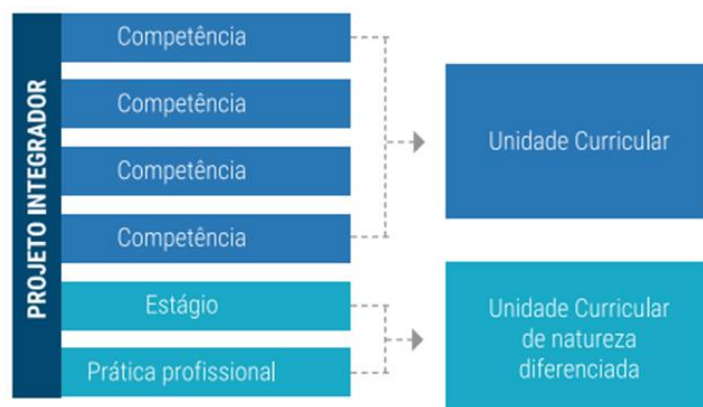 PROJETO INTEGRADOR
Competência
Competência
Competência
Competência
Estágio
Prática profissional
Unidade Curricular
Unidade Curricular
de natureza
diferenciada